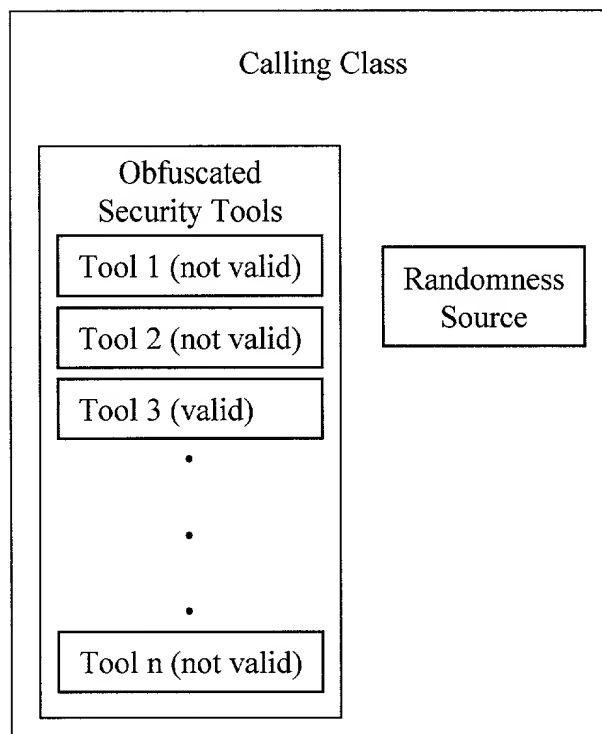 Calling Class
Obfuscated
Security Tools
Tool 1 (not valid)
Tool 2 (not valid)
Tool 3 (valid)
Tool n (not valid)
Randomness
Source